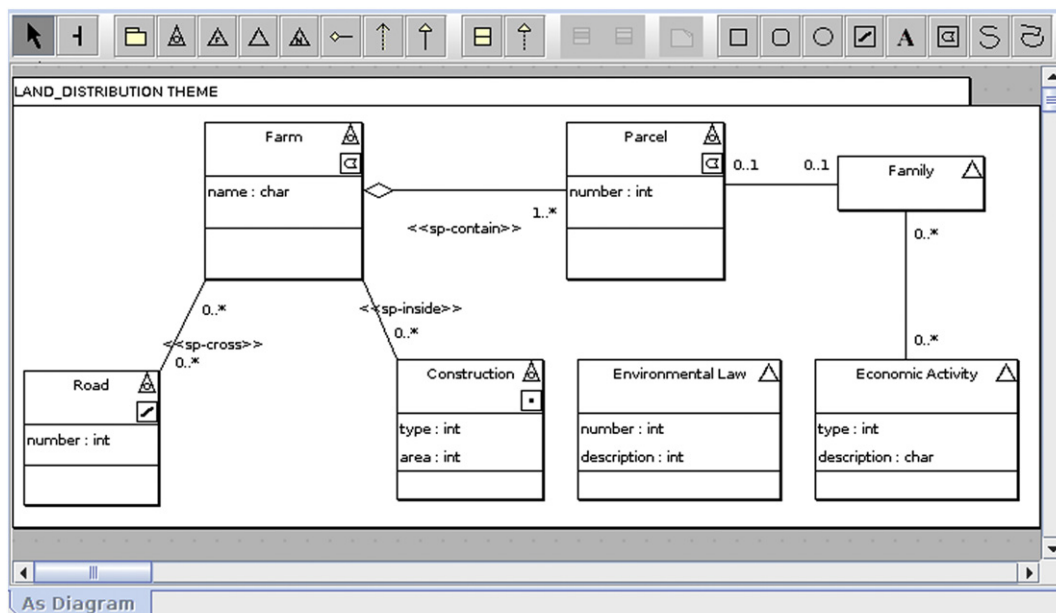 A
LAND_DISTRIBUTION THEME
Farm
name : char
Parcel
number : int
0..1
0..1
Family
1..*
<<sp-contain>>
0..*
0..*
<<sp-inside>>
0..*
<<sp-cross>>
0..*
0..*
Road
number : int
Construction
type : int
area : int
Environmental Law
number : int
description : int
Economic Activity
type : int
description : char
As Diagram